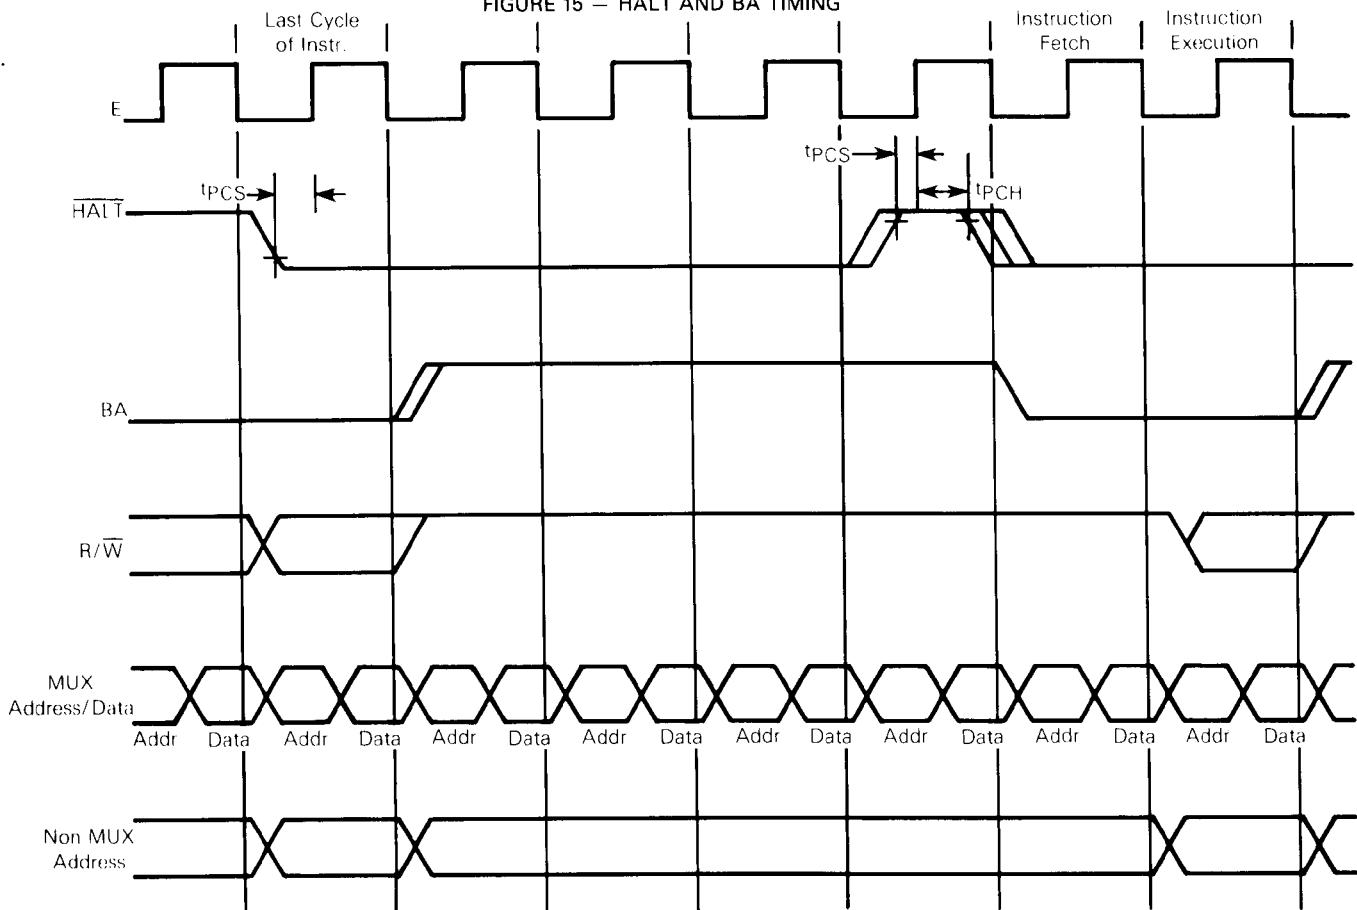 FIGURE 15 — HALT AND BA TIMING
Last Cycle
of Instr.
Instruction
Fetch
Instruction
Execution
E
tPCS
tPCS
tPCH
HALT
BA
R/W
MUX
Address/Data
Addr Data Addr Data Addr Data Addr Data Addr Data Addr Data Addr Data Addr Data
Non MUX
Address